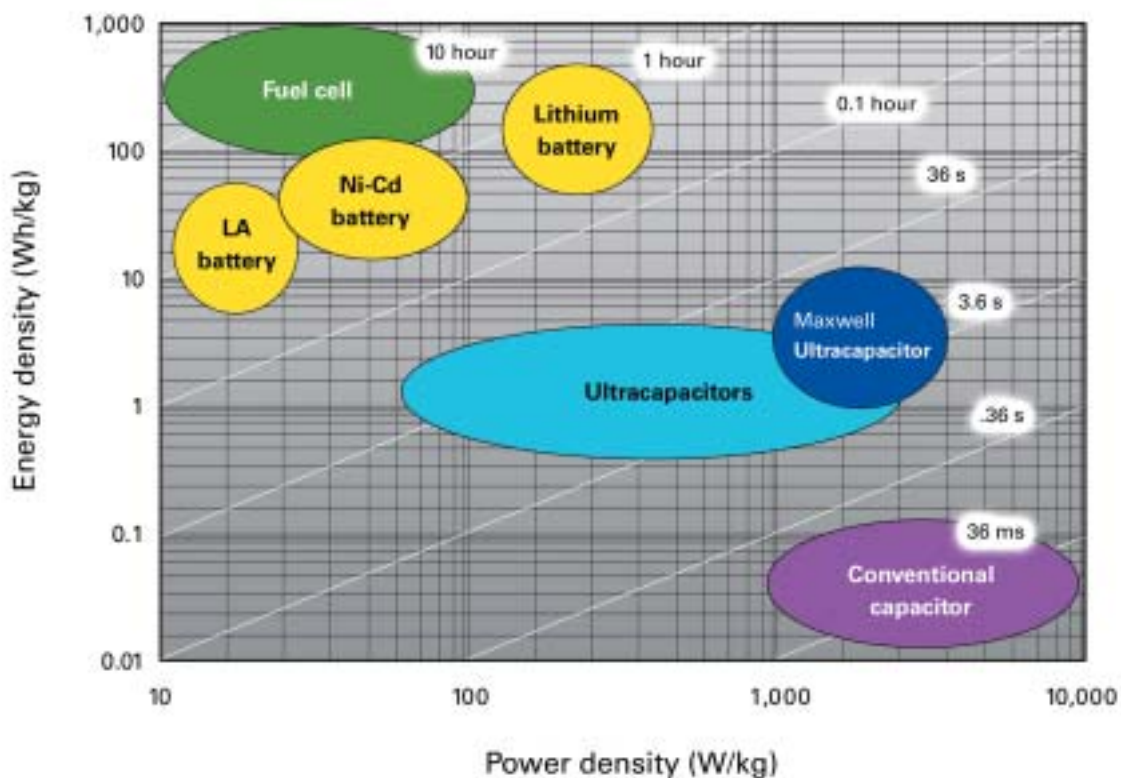 1,000
100
10
1
0.1
0.01
Energy density (Wh/kg)
10 hour
1 hour
0.1 hour
36 s
3.6 s
.36 s
36 ms
Fuel cell
Lithium
battery
Ni-Cd
battery
LA
battery
Maxwell
Ultracapacitor
Ultracapacitors
Conventional
capacitor
10
100
1,000
10,000
Power density (W/kg)